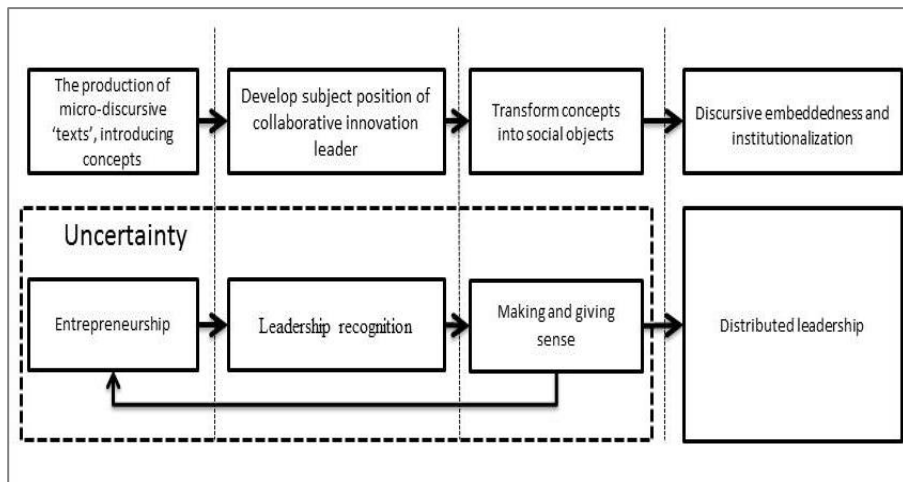 The production of
micro-discursive
‘texts’, introducing
concepts
Develop subject position of
collaborative innovation
leader
Transform concepts
into social objects
Discursive embeddedness and
institutionalization
Uncertainty
Entrepreneurship
Leadership recognition
Making and giving
sense
Distributed leadership